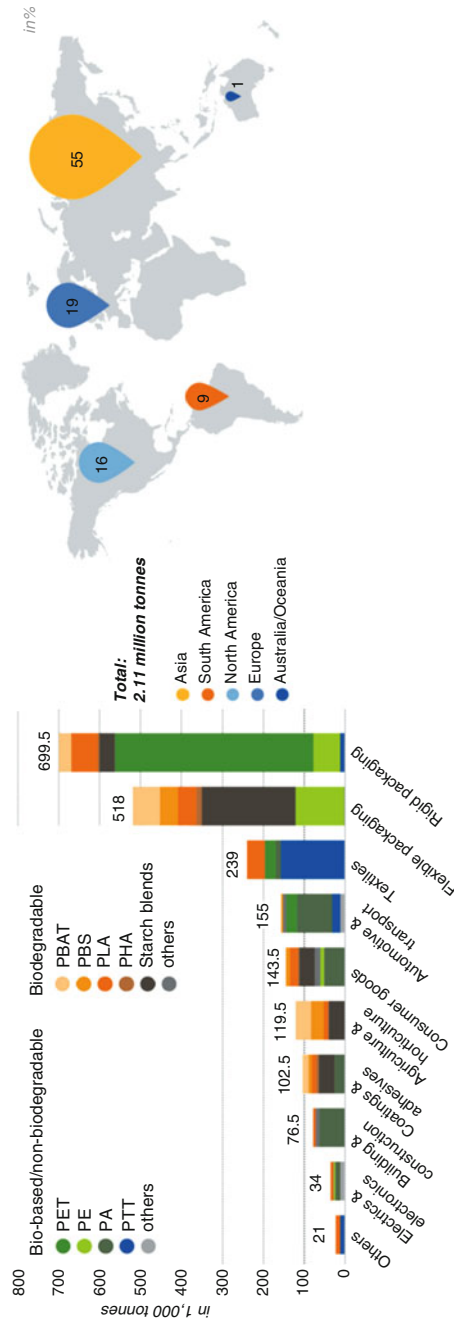 Bio-based/non-biodegradable
PET
PE
PA
PTT
others
Biodegradable
PBAT
PBS
PLA
PHA
Starch blends
others
in 1,000 tonnes
800
700
600
500
400
300
200
100
0
21
34
76.5
102.5
119.5
143.5
155
239
518
699.5
Others
Electrics &
electronics
Building &
construction
Coatings &
adhesives
Agriculture &
horticulture
Consumer goods
Automotive &
transport
Textiles
Flexible packaging
Rigid packaging
Total:
2.11 million tonnes
Asia
South America
North America
Europe
Australia/Oceania
in%
16
9
19
55
1